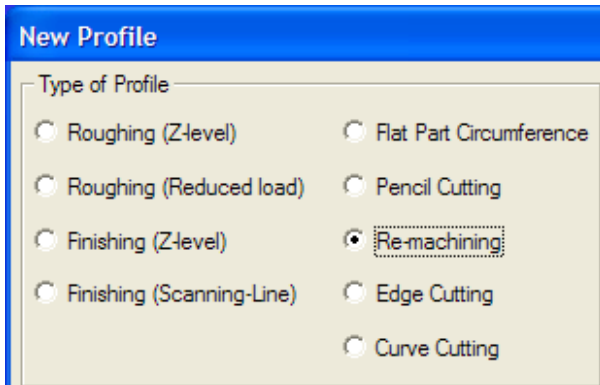 New Profile
Type of Profile
Roughing (Z-level)
Flat Part Circumference
Roughing (Reduced load)
Pencil Cutting
Finishing (Z-level)
Re-machining
Finishing (Scanning-Line)
Edge Cutting
Curve Cutting